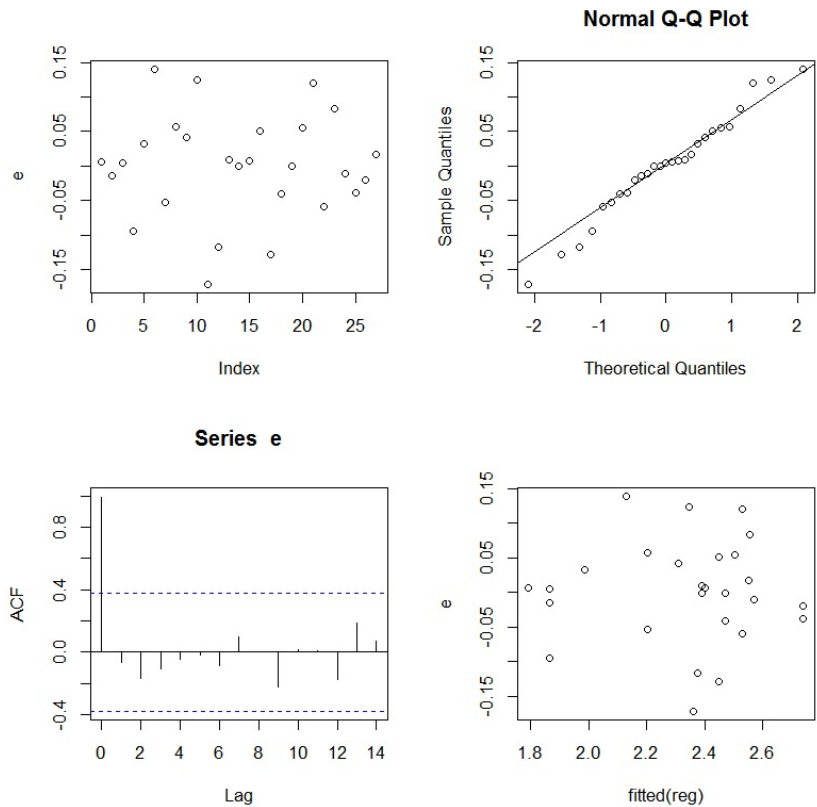 e
0.15
0.05
-0.05
-0.15
0 5 10 15 20 25
Index
Normal Q-Q Plot
Sample Quantiles
0.15
0.05
-0.05
-0.15
-2 -1 0 1 2
Theoretical Quantiles
Series e
ACF
0.8
0.4
0.0
-0.4
0 2 4 6 8 10 12 14
Lag
e
0.15
0.05
-0.05
-0.15
1.8 2.0 2.2 2.4 2.6
fitted(reg)